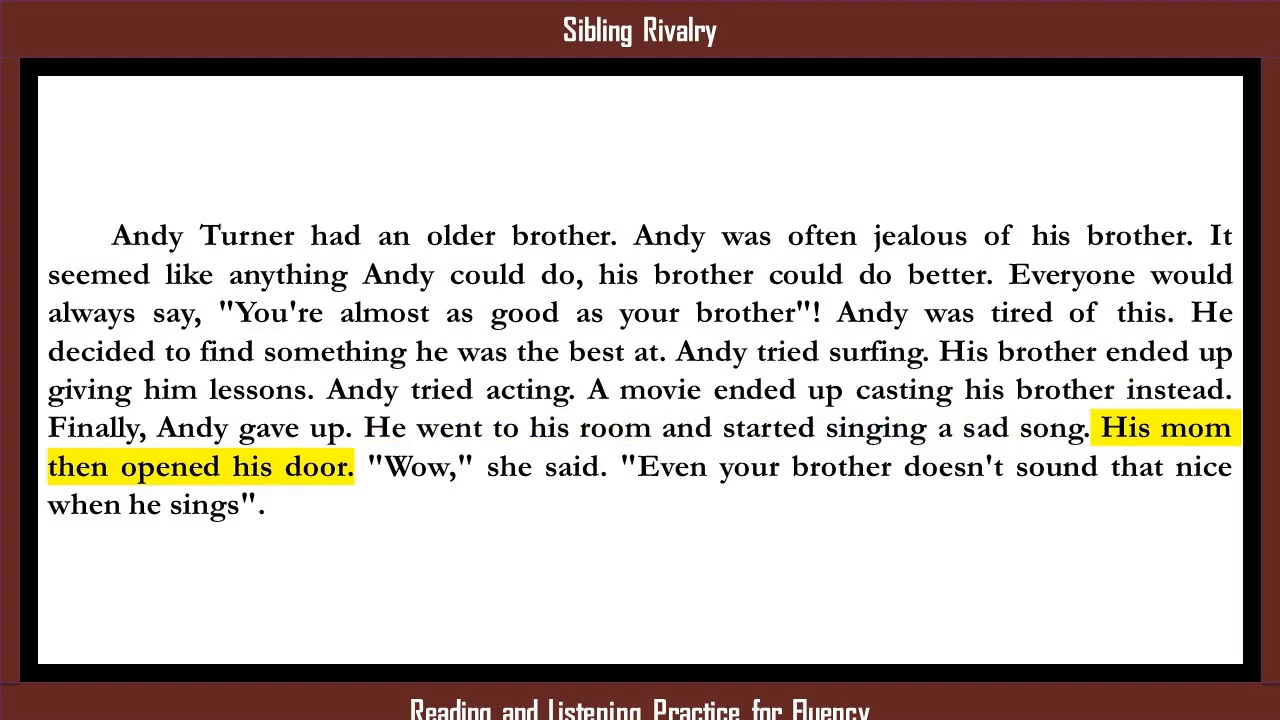 Sibling Rivalry
Andy Turner had an older brother. Andy was often jealous of his brother. It
seemed like anything Andy could do, his brother could do better. Everyone would
always say, "You're almost as good as your brother"! Andy was tired of this. He
decided to find something he was the best at. Andy tried surfing. His brother ended up
giving him lessons. Andy tried acting. A movie ended up casting his brother instead.
Finally, Andy gave up. He went to his room and started singing a sad song. His mom
then opened his door. "Wow," she said. "Even your brother doesn't sound that nice
when he sings".
Reading and Listening Practice for Fluency